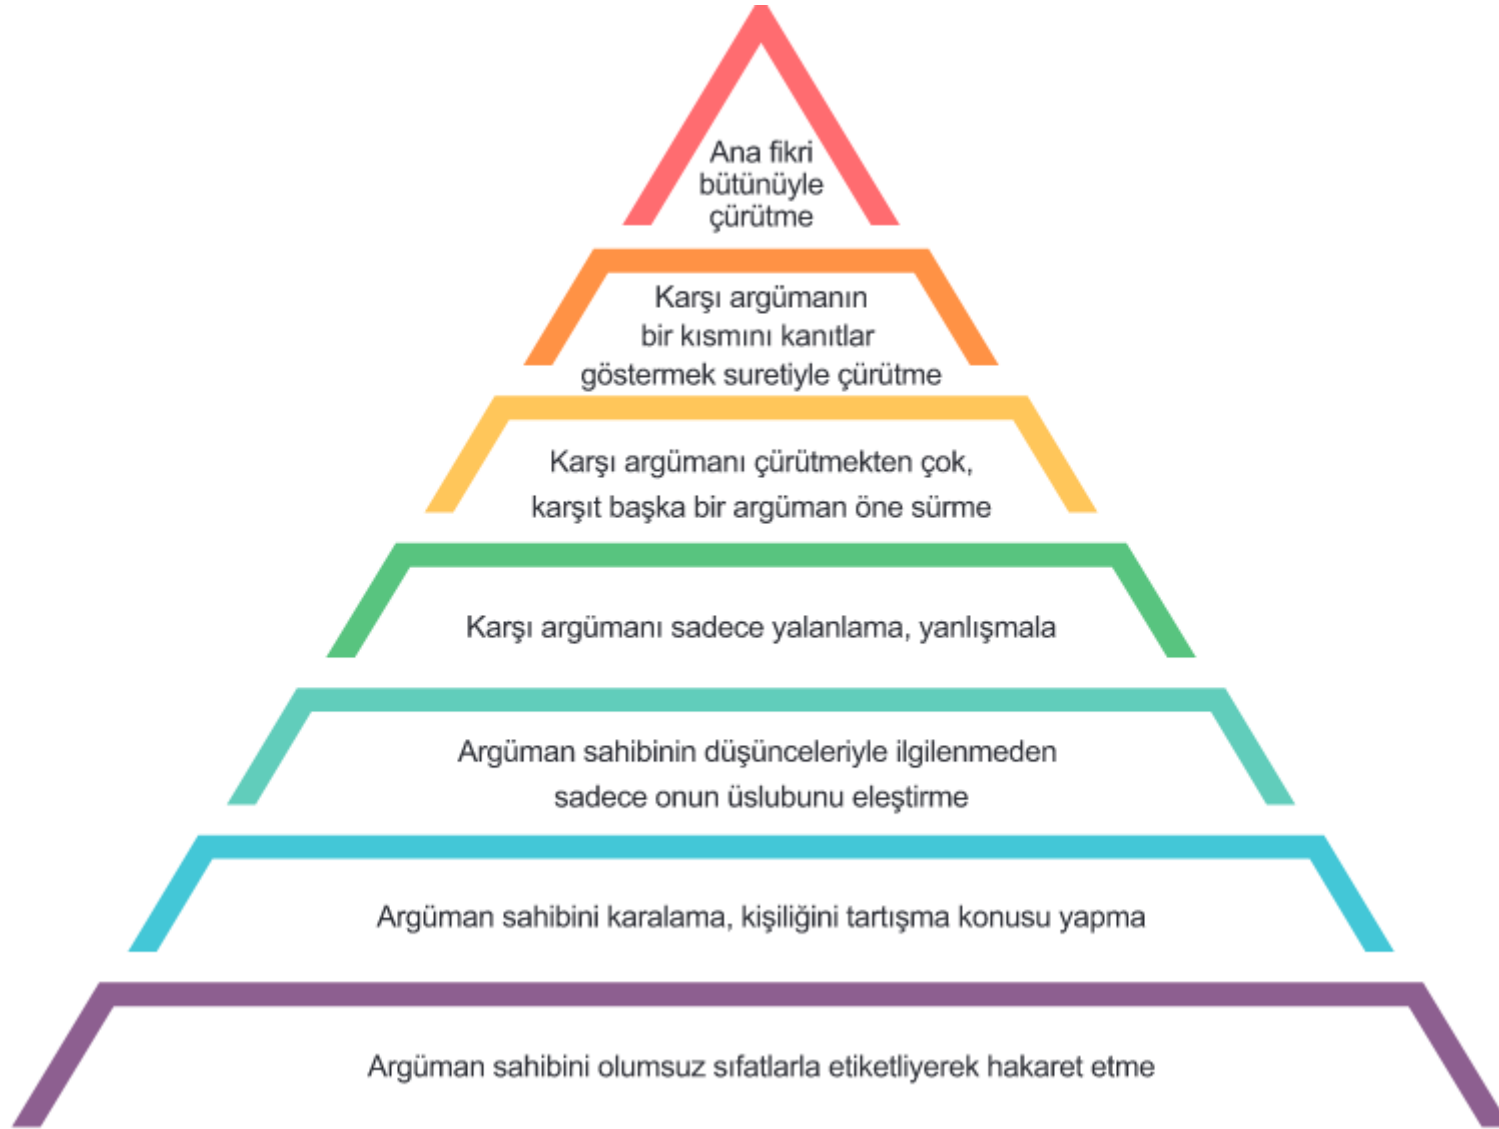 Ana fikri
bütünüyle
çürütme
Karşı argümanın
bir kısmını kanıtlar
göstermek suretiyle çürütme
Karşı argümanı çürütmekten çok,
karşıt başka bir argüman öne sürme
Karşı argümanı sadece yalanlama, yanlışmala
Argüman sahibinin düşünceleriyle ilgilenmeden
sadece onun üslubunu eleştirme
Argüman sahibini karalama, kişiliğini tartışma konusu yapma
Argüman sahibini olumsuz sıfatlarla etiketliyerek hakaret etme